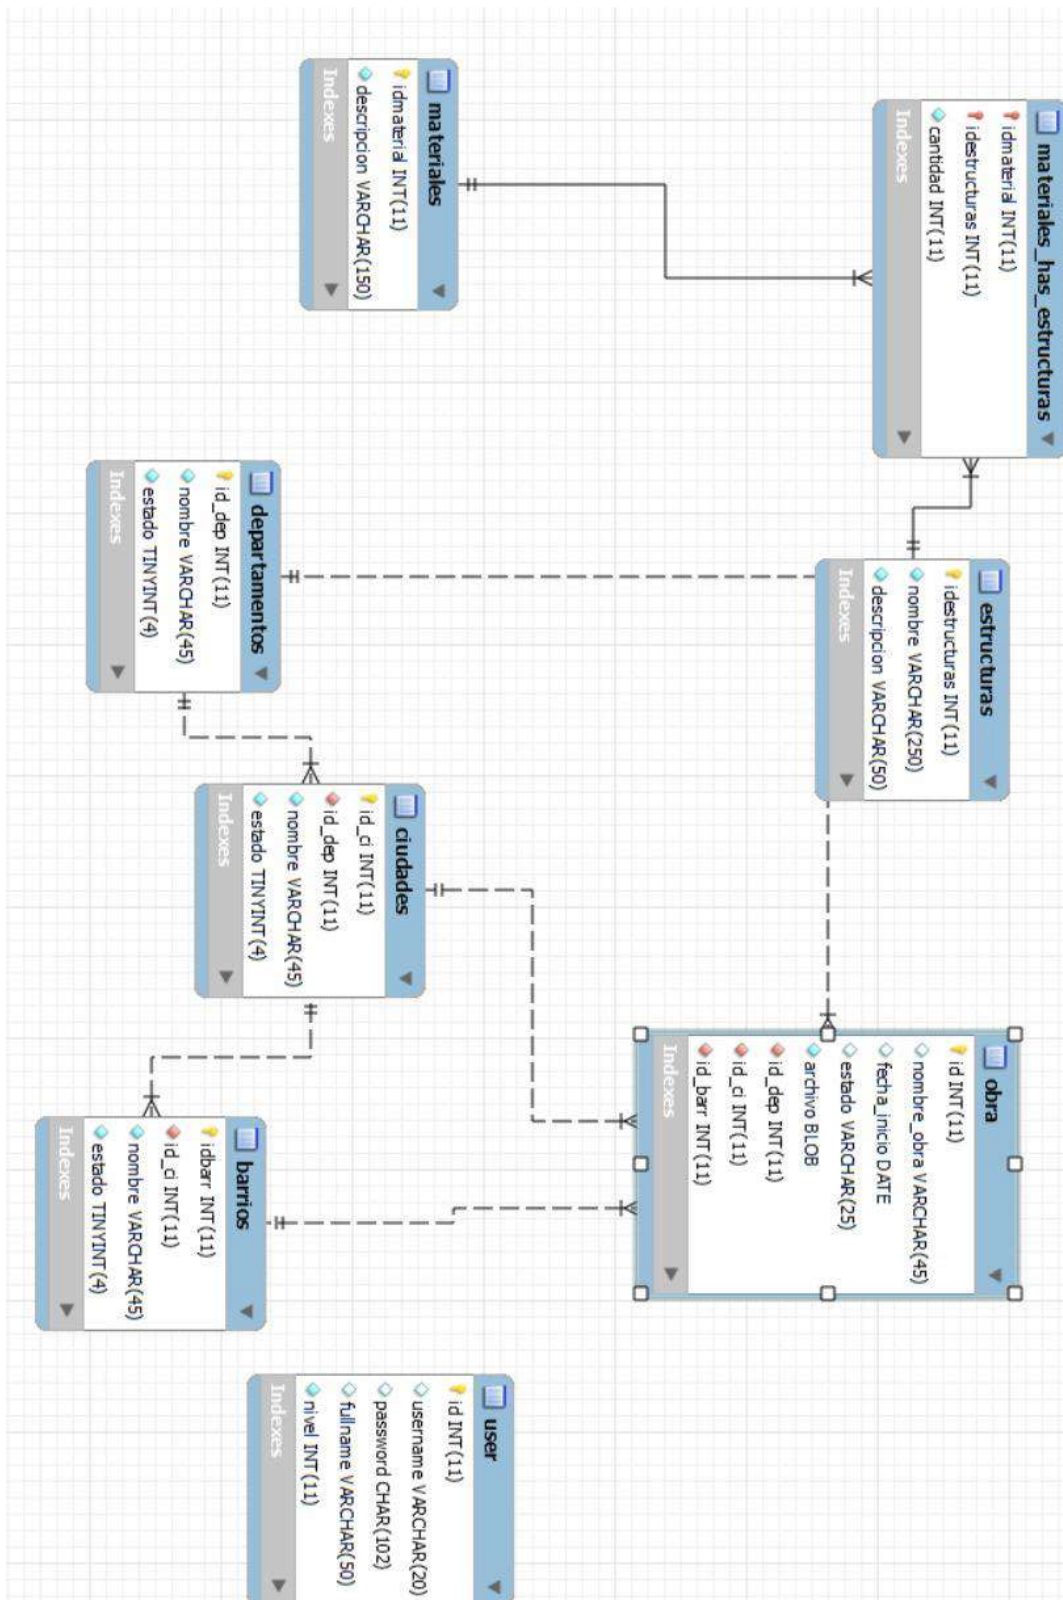 materiales_has_estructuras
idmaterial INT(11)
idestructuras INT(11)
cantidad INT(11)
Indexes
estructuras
idestructuras INT(11)
nombre VARCHAR(250)
descripcion VARCHAR(50)
Indexes
obra
id INT(11)
nombre_obra VARCHAR(45)
fecha_inicio DATE
estado VARCHAR(25)
archivo BLOB
id_dep INT(11)
id_ci INT(11)
id_barr INT(11)
Indexes
materiales
idmaterial INT(11)
descripcion VARCHAR(150)
Indexes
departamentos
id_dep INT(11)
nombre VARCHAR(45)
estado TINYINT(4)
Indexes
ciudades
id_ci INT(11)
id_dep INT(11)
nombre VARCHAR(45)
estado TINYINT(4)
Indexes
barrios
idbarr INT(11)
id_ci INT(11)
nombre VARCHAR(45)
estado TINYINT(4)
Indexes
user
id INT(11)
username VARCHAR(20)
password CHAR(102)
fullname VARCHAR(50)
nivel INT(11)
Indexes